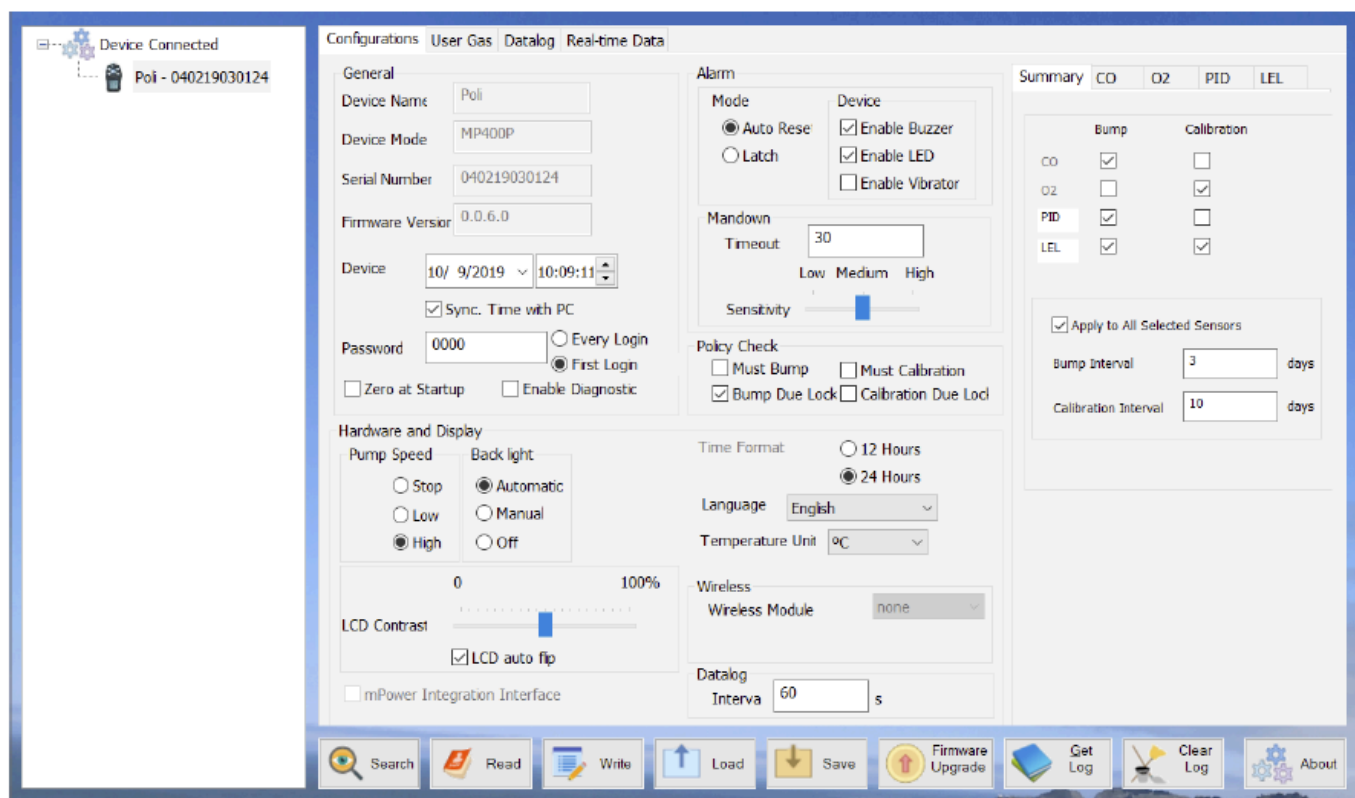 Device Connected
Poli - 040219030124
Configurations User Gas Datalog Real-time Data
General
Device Name Poli
Device Mode MP400P
Serial Number 040219030124
Firmware Version 0.0.6.0
Device 10/ 9/2019 10:09:11
Sync. Time with PC
Password 0000
Every Login
First Login
Zero at Startup Enable Diagnostic
Alarm
Mode
Auto Rese
Latch
Device
Enable Buzzer
Enable LED
Enable Vibrator
Mandown
Timeout 30
Low Medium High
Sensitivity
Policy Check
Must Bump Must Calibration
Bump Due Lock Calibration Due Lock
Summary CO O2 PID LEL
Bump Calibration
CO
O2
PID
LEL
Apply to All Selected Sensors
Bump Interval 3 days
Calibration Interval 10 days
Hardware and Display
Pump Speed
Stop
Low
High
Back light
Automatic
Manual
Off
0 100%
LCD Contrast
LCD auto flip
mPower Integration Interface
Time Format 12 Hours
24 Hours
Language English
Temperature Unit ºC
Wireless
Wireless Module none
Datalog
Interva 60 s
Search
Read
Write
Load
Save
Firmware Upgrade
Get Log
Clear Log
About